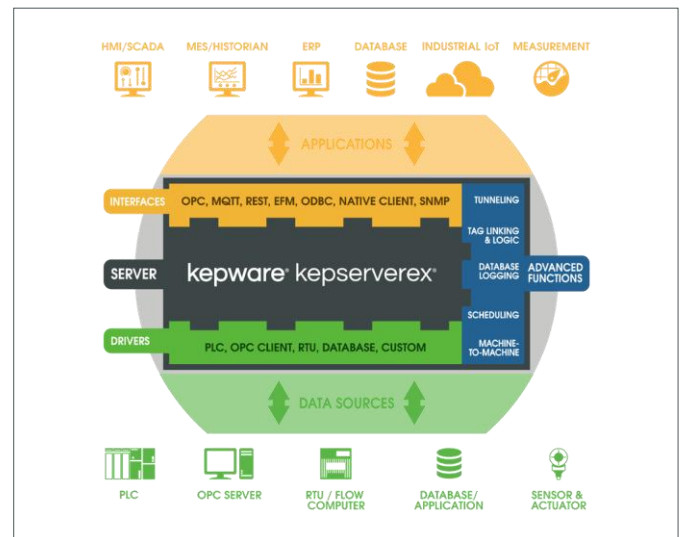 HMI/SCADA MES/HISTORIAN ERP DATABASE INDUSTRIAL IoT MEASUREMENT
APPLICATIONS
INTERFACES
OPC, MQTT, REST, EFM, ODBC, NATIVE CLIENT, SNMP
TUNNELING
TAG LINKING
& LOGIC
SERVER
kepware® kepserverex®
DATABASE
LOGGING
ADVANCED
FUNCTIONS
SCHEDULING
DRIVERS
PLC, OPC CLIENT, RTU, DATABASE, CUSTOM
MACHINE-
TO-MACHINE
DATA SOURCES
PLC
OPC SERVER
RTU / FLOW
COMPUTER
DATABASE/
APPLICATION
SENSOR &
ACTUATOR